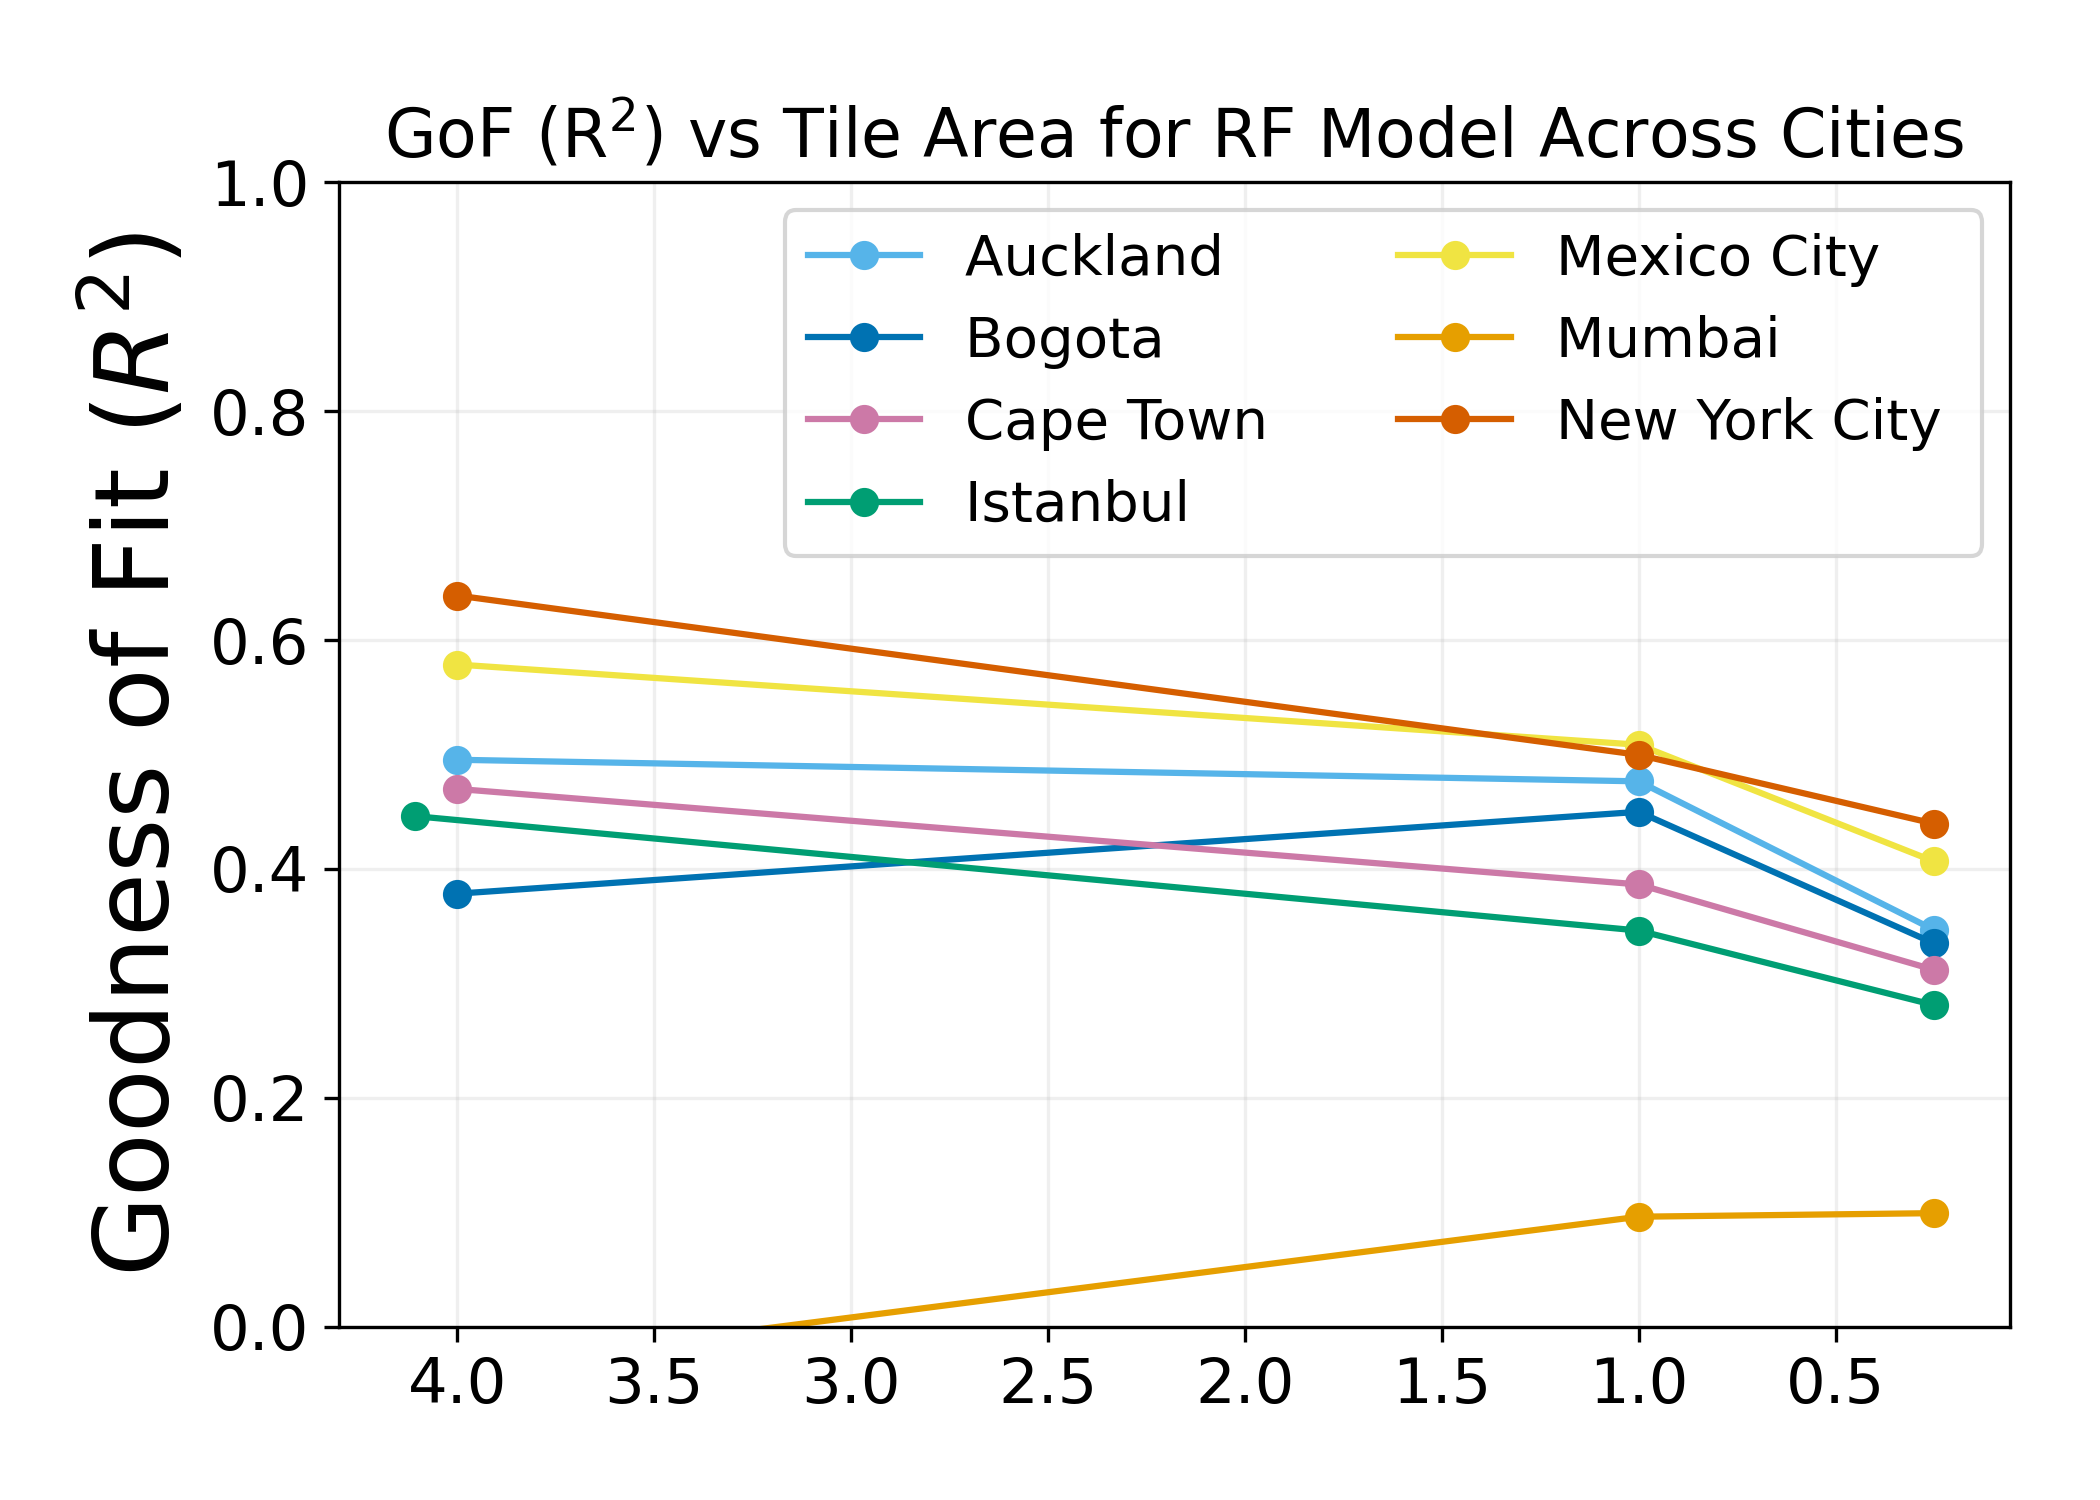 GoF (R²) vs Tile Area for RF Model Across Cities
Goodness of Fit (R²)
1.0
0.8
0.6
0.4
0.2
0.0
Auckland
Bogota
Cape Town
Istanbul
Mexico City
Mumbai
New York City
4.0 3.5 3.0 2.5 2.0 1.5 1.0 0.5